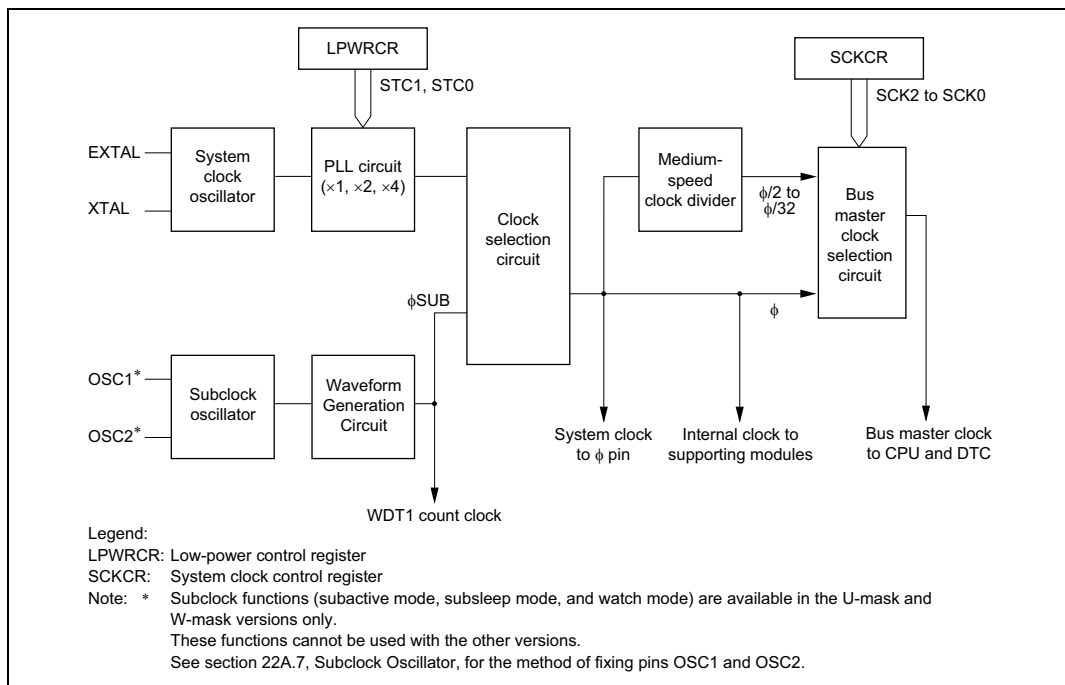 LPWRCR
STC1, STC0
SCKCR
SCK2 to SCK0
EXTAL
XTAL
System
clock
oscillator
PLL circuit
(×1, ×2, ×4)
Clock
selection
circuit
Medium-
speed
clock divider
ϕ/2 to
ϕ/32
Bus
master
clock
selection
circuit
ϕSUB
ϕ
OSC1*
OSC2*
Subclock
oscillator
Waveform
Generation
Circuit
System clock
to ϕ pin
Internal clock to
supporting modules
Bus master clock
to CPU and DTC
WDT1 count clock
Legend:
LPWRCR: Low-power control register
SCKCR: System clock control register
Note: * Subclock functions (subactive mode, subsleep mode, and watch mode) are available in the U-mask and
W-mask versions only.
These functions cannot be used with the other versions.
See section 22A.7, Subclock Oscillator, for the method of fixing pins OSC1 and OSC2.